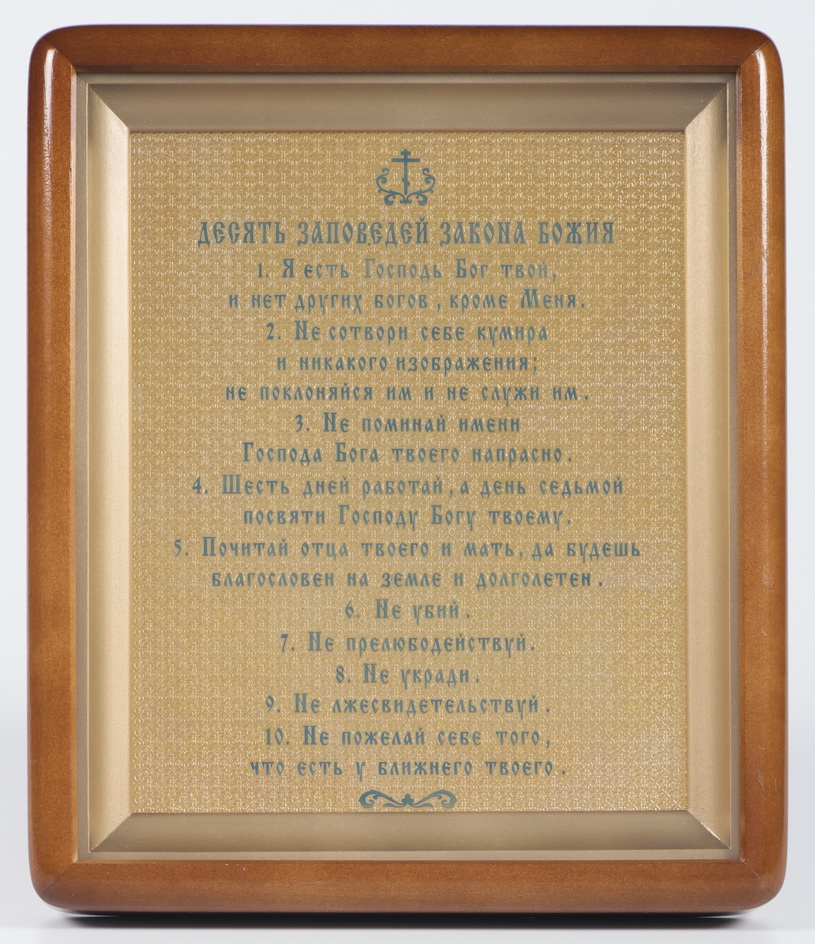 ДЕСЯТЬ ЗАПОВЕДЕЙ ЗАКОНА БОЖИЯ
1. Я есть Господь Бог твой,
и нет других богов, кроме Меня.
2. Не сотвори себе кумира
и никакого изображения;
не поклоняйся им и не служи им.
3. Не поминай имени
Господа Бога твоего напрасно.
4. Шесть дней работай, а день седьмой
посвяти Господу Богу твоему.
5. Почитай отца твоего и мать, да будешь
благословен на земле и долголетен.
6. Не убий.
7. Не прелюбодействуй.
8. Не укради.
9. Не лжесвидетельствуй.
10. Не пожелай себе того,
что есть у ближнего твоего.